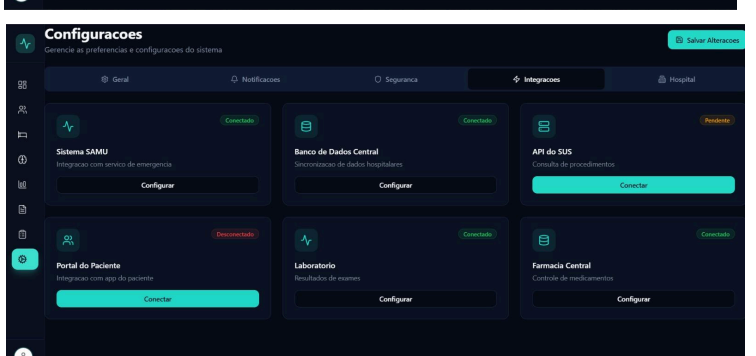 Configuracoes
Gerencie as preferencias e configuracoes do sistema
Salvar Alteracoes
Geral
Notificacoes
Seguranca
Integracoes
Hospital
Conectado
Sistema SAMU
Integracao com servico de emergencia
Configurar
Conectado
Banco de Dados Central
Sincronizacao de dados hospitalares
Configurar
Pendente
API do SUS
Consulta de procedimentos
Conectar
Desconectado
Portal do Paciente
Integracao com app do paciente
Conectar
Conectado
Laboratorio
Resultados de exames
Configurar
Conectado
Farmacia Central
Controle de medicamentos
Configurar